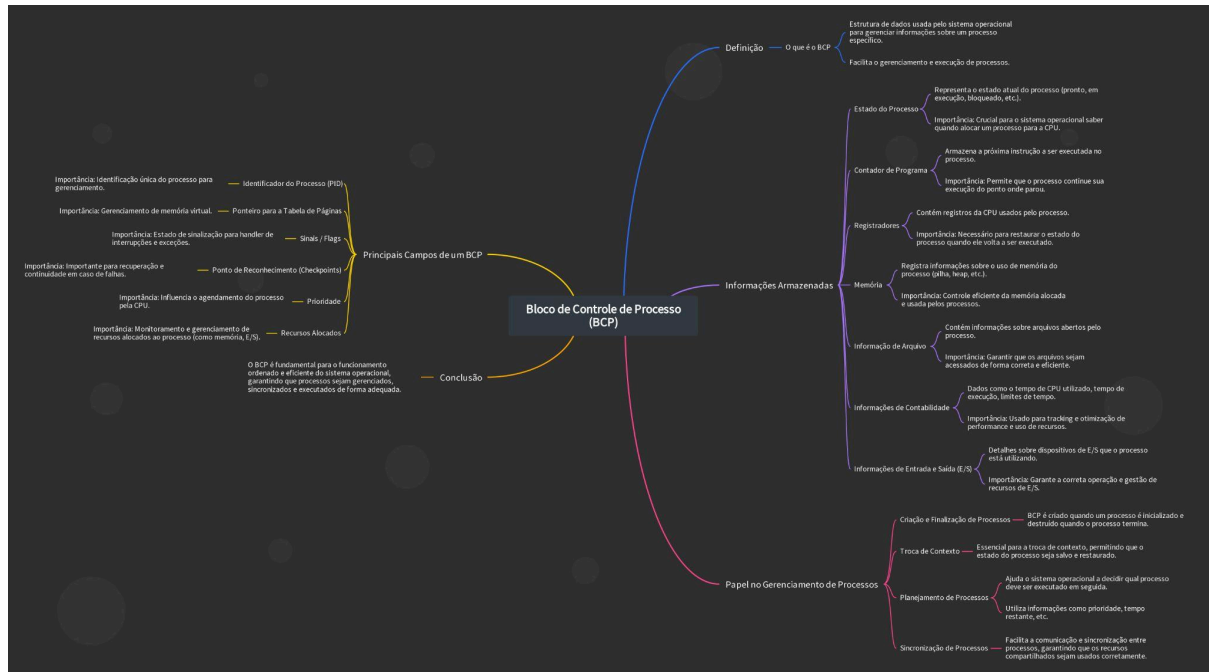 Bloco de Controle de Processo
(BCP)
Definição
O que é o BCP
Estrutura de dados usada pelo sistema operacional
para gerenciar informações sobre um processo
específico.
Facilita o gerenciamento e execução de processos.
Informações Armazenadas
Estado do Processo
Representa o estado atual do processo (pronto, em
execução, bloqueado, etc.).
Importância: Crucial para o sistema operacional saber
quando alocar um processo para a CPU.
Contador de Programa
Armazena a próxima instrução a ser executada no
processo.
Importância: Permite que o processo continue sua
execução do ponto onde parou.
Registradores
Contém registros da CPU usados pelo processo.
Importância: Necessário para restaurar o estado do
processo quando ele volta a ser executado.
Memória
Registra informações sobre o uso de memória do
processo (pilha, heap, etc.).
Importância: Controle eficiente da memória alocada
e usada pelos processos.
Informação de Arquivo
Contém informações sobre arquivos abertos pelo
processo.
Importância: Garantir que os arquivos sejam
acessados de forma correta e eficiente.
Informações de Contabilidade
Dados como o tempo de CPU utilizado, tempo de
execução, limites de tempo.
Importância: Usado para tracking e otimização de
performance e uso de recursos.
Informações de Entrada e Saída (E/S)
Detalhes sobre dispositivos de E/S que o processo
está utilizando.
Importância: Garante a correta operação e gestão de
recursos de E/S.
Papel no Gerenciamento de Processos
Criação e Finalização de Processos
BCP é criado quando um processo é inicializado e
destruído quando o processo termina.
Troca de Contexto
Essencial para a troca de contexto, permitindo que o
estado do processo seja salvo e restaurado.
Planejamento de Processos
Ajuda o sistema operacional a decidir qual processo
deve ser executado em seguida.
Utiliza informações como prioridade, tempo
restante, etc.
Sincronização de Processos
Facilita a comunicação e sincronização entre
processos, garantindo que os recursos
compartilhados sejam usados corretamente.
Principais Campos de um BCP
Identificador do Processo (PID)
Importância: Identificação única do processo para
gerenciamento.
Ponteiro para a Tabela de Páginas
Importância: Gerenciamento de memória virtual.
Sinais / Flags
Importância: Estado de sinalização para handler de
interrupções e exceções.
Ponto de Reconhecimento (Checkpoints)
Importância: Importante para recuperação e
continuidade em caso de falhas.
Prioridade
Importância: Influencia o agendamento do processo
pela CPU.
Recursos Alocados
Importância: Monitoramento e gerenciamento de
recursos alocados ao processo (como memória, E/S).
Conclusão
O BCP é fundamental para o funcionamento
ordenado e eficiente do sistema operacional,
garantindo que processos sejam gerenciados,
sincronizados e executados de forma adequada.